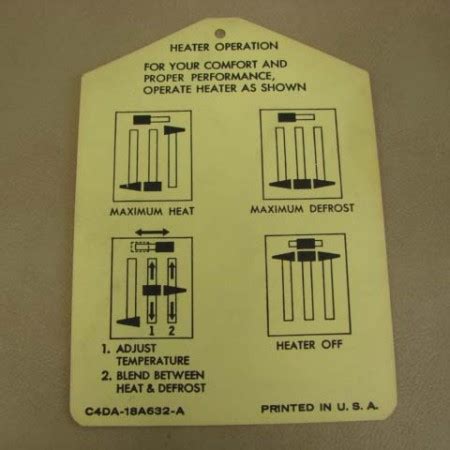 HEATER OPERATION
FOR YOUR COMFORT AND
PROPER PERFORMANCE,
OPERATE HEATER AS SHOWN
MAXIMUM HEAT
MAXIMUM DEFROST
1 2
1. ADJUST
TEMPERATURE
2. BLEND BETWEEN
HEAT & DEFROST
HEATER OFF
C4DA-18A632-A
PRINTED IN U. S. A.